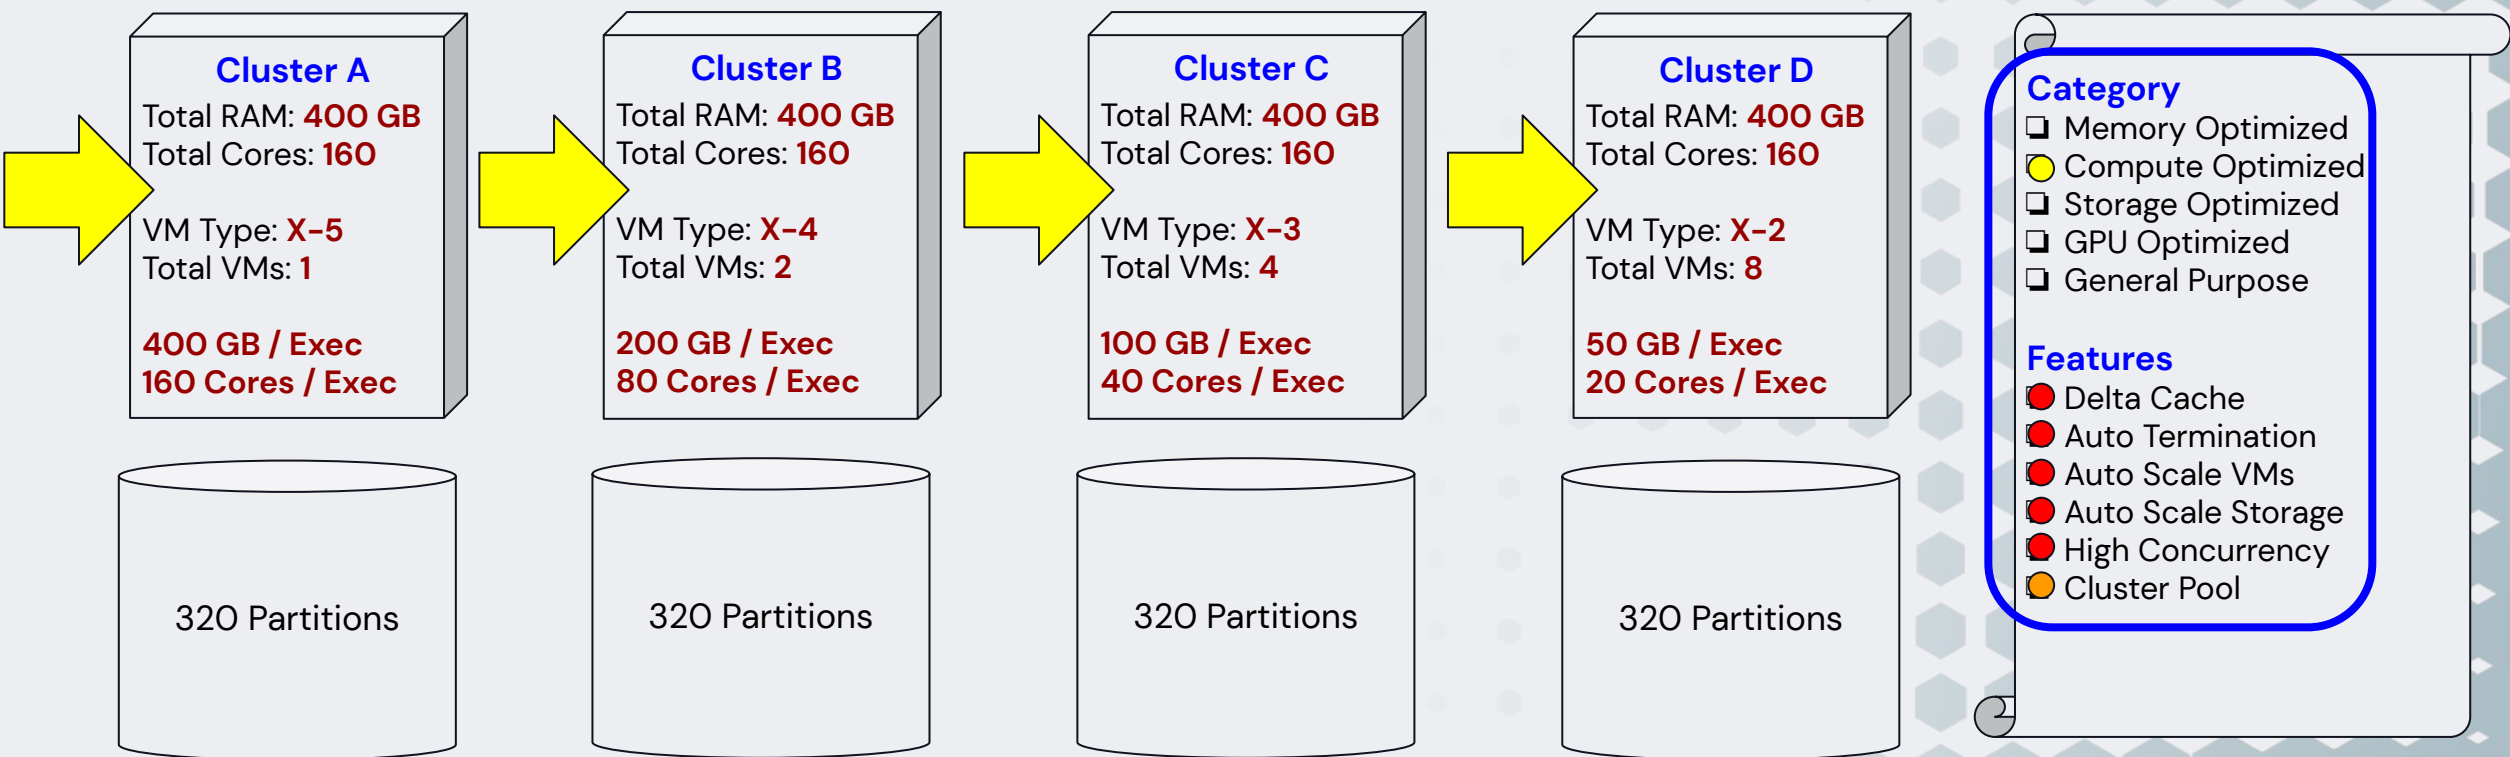 Cluster A
Total RAM: 400 GB
Total Cores: 160
VM Type: X-5
Total VMs: 1
400 GB / Exec
160 Cores / Exec
320 Partitions
Cluster B
Total RAM: 400 GB
Total Cores: 160
VM Type: X-4
Total VMs: 2
200 GB / Exec
80 Cores / Exec
320 Partitions
Cluster C
Total RAM: 400 GB
Total Cores: 160
VM Type: X-3
Total VMs: 4
100 GB / Exec
40 Cores / Exec
320 Partitions
Cluster D
Total RAM: 400 GB
Total Cores: 160
VM Type: X-2
Total VMs: 8
50 GB / Exec
20 Cores / Exec
320 Partitions
Category
Memory Optimized
Compute Optimized
Storage Optimized
GPU Optimized
General Purpose
Features
Delta Cache
Auto Termination
Auto Scale VMs
Auto Scale Storage
High Concurrency
Cluster Pool